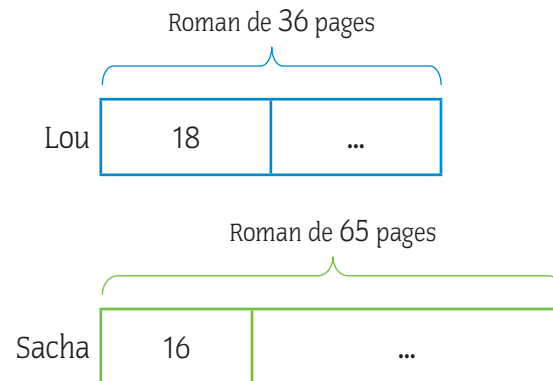 Roman de 36 pages
Lou 18 ...
Roman de 65 pages
Sacha 16 ...